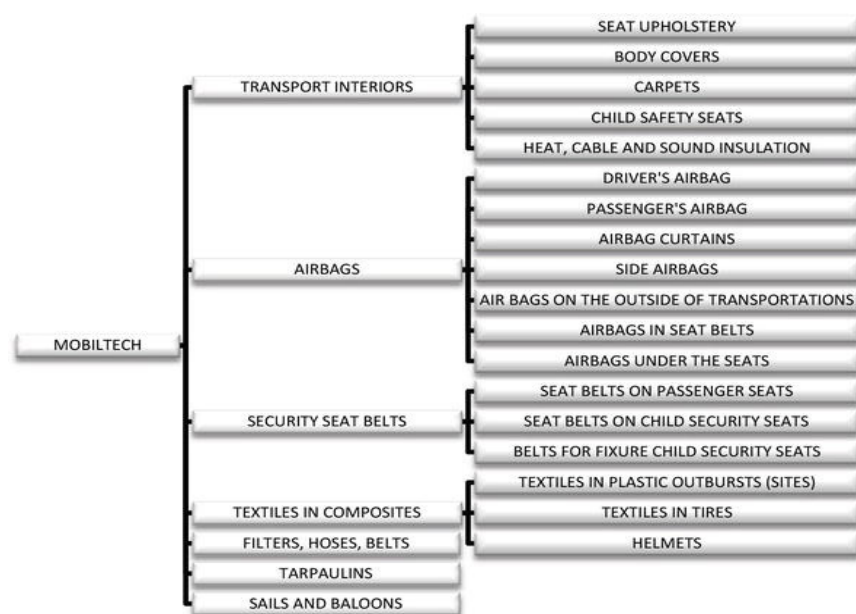 MOBILTECH
TRANSPORT INTERIORS
SEAT UPHOLSTERY
BODY COVERS
CARPETS
CHILD SAFETY SEATS
HEAT, CABLE AND SOUND INSULATION
AIRBAGS
DRIVER'S AIRBAG
PASSENGER'S AIRBAG
AIRBAG CURTAINS
SIDE AIRBAGS
AIR BAGS ON THE OUTSIDE OF TRANSPORTATIONS
AIRBAGS IN SEAT BELTS
AIRBAGS UNDER THE SEATS
SECURITY SEAT BELTS
SEAT BELTS ON PASSENGER SEATS
SEAT BELTS ON CHILD SECURITY SEATS
BELTS FOR FIXURE CHILD SECURITY SEATS
TEXTILES IN COMPOSITES
TEXTILES IN PLASTIC OUTBURSTS (SITES)
TEXTILES IN TIRES
HELMETS
FILTERS, HOSES, BELTS
TARPAULINS
SAILS AND BALOONS